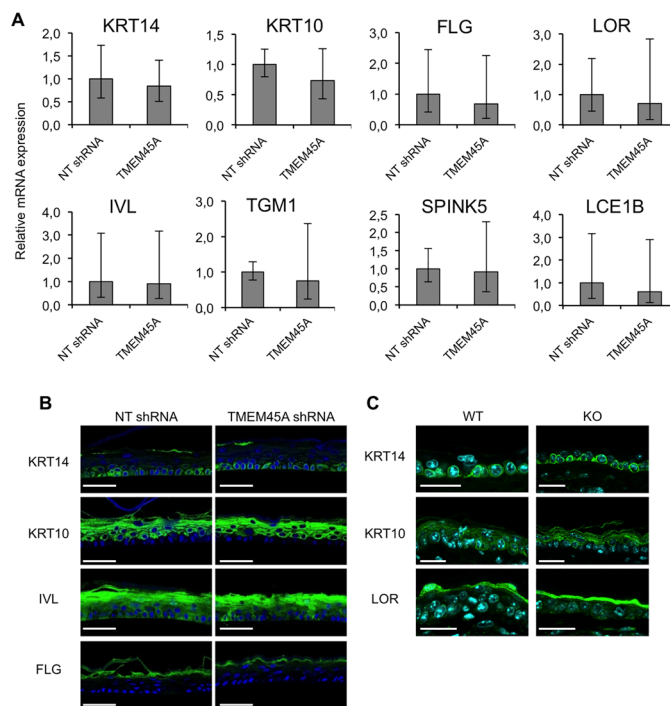 A
Relative mRNA expression
KRT14
2,0
1,5
1,0
0,5
0,0
NT shRNA
TMEM45A
KRT10
1,5
1,0
0,5
0,0
NT shRNA
TMEM45A
FLG
3,0
2,0
1,0
0,0
NT shRNA
TMEM45A
LOR
3,0
2,0
1,0
0,0
NT shRNA
TMEM45A
IVL
4,0
3,0
2,0
1,0
0,0
NT shRNA
TMEM45A
TGM1
3,0
2,0
1,0
0,0
NT shRNA
TMEM45A
SPINK5
2,5
2,0
1,5
1,0
0,5
0,0
NT shRNA
TMEM45A
LCE1B
4,0
3,0
2,0
1,0
0,0
NT shRNA
TMEM45A
B
NT shRNA TMEM45A shRNA
KRT14
KRT10
IVL
FLG
C
WT KO
KRT14
KRT10
LOR